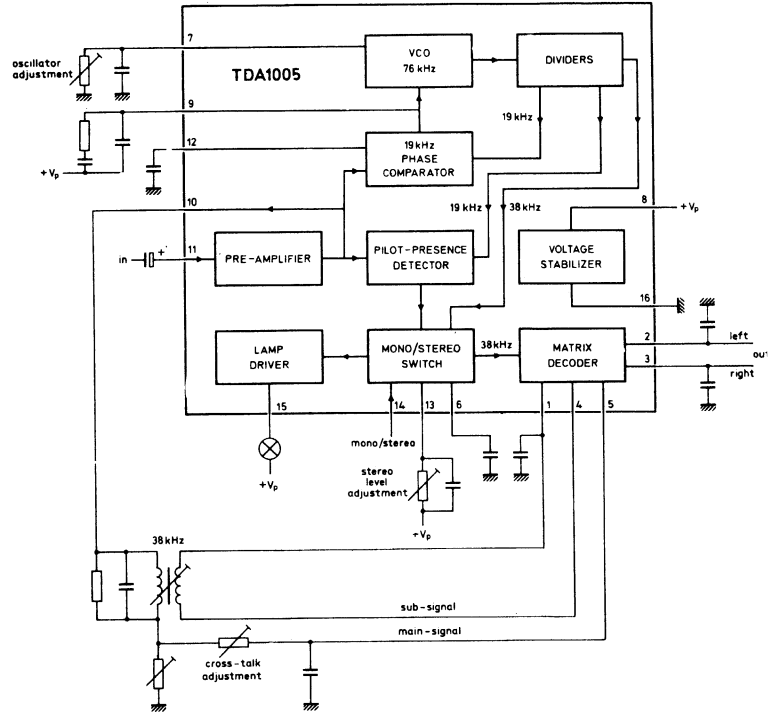 7
VCO
76 kHz
DIVIDERS
oscillator
adjustment
TDA1005
9
19 kHz
12
19kHz
PHASE
COMPARATOR
+Vp
10
19 kHz
38 kHz
8
+Vp
in
+
11
PRE-AMPLIFIER
PILOT-PRESENCE
DETECTOR
VOLTAGE
STABILIZER
16
LAMP
DRIVER
MONO/STEREO
SWITCH
38kHz
MATRIX
DECODER
2
left
out
3
right
15
14
13
6
1
4
5
mono/stereo
+Vp
stereo
level
adjustment
+Vp
38 kHz
sub-signal
main-signal
cross-talk
adjustment